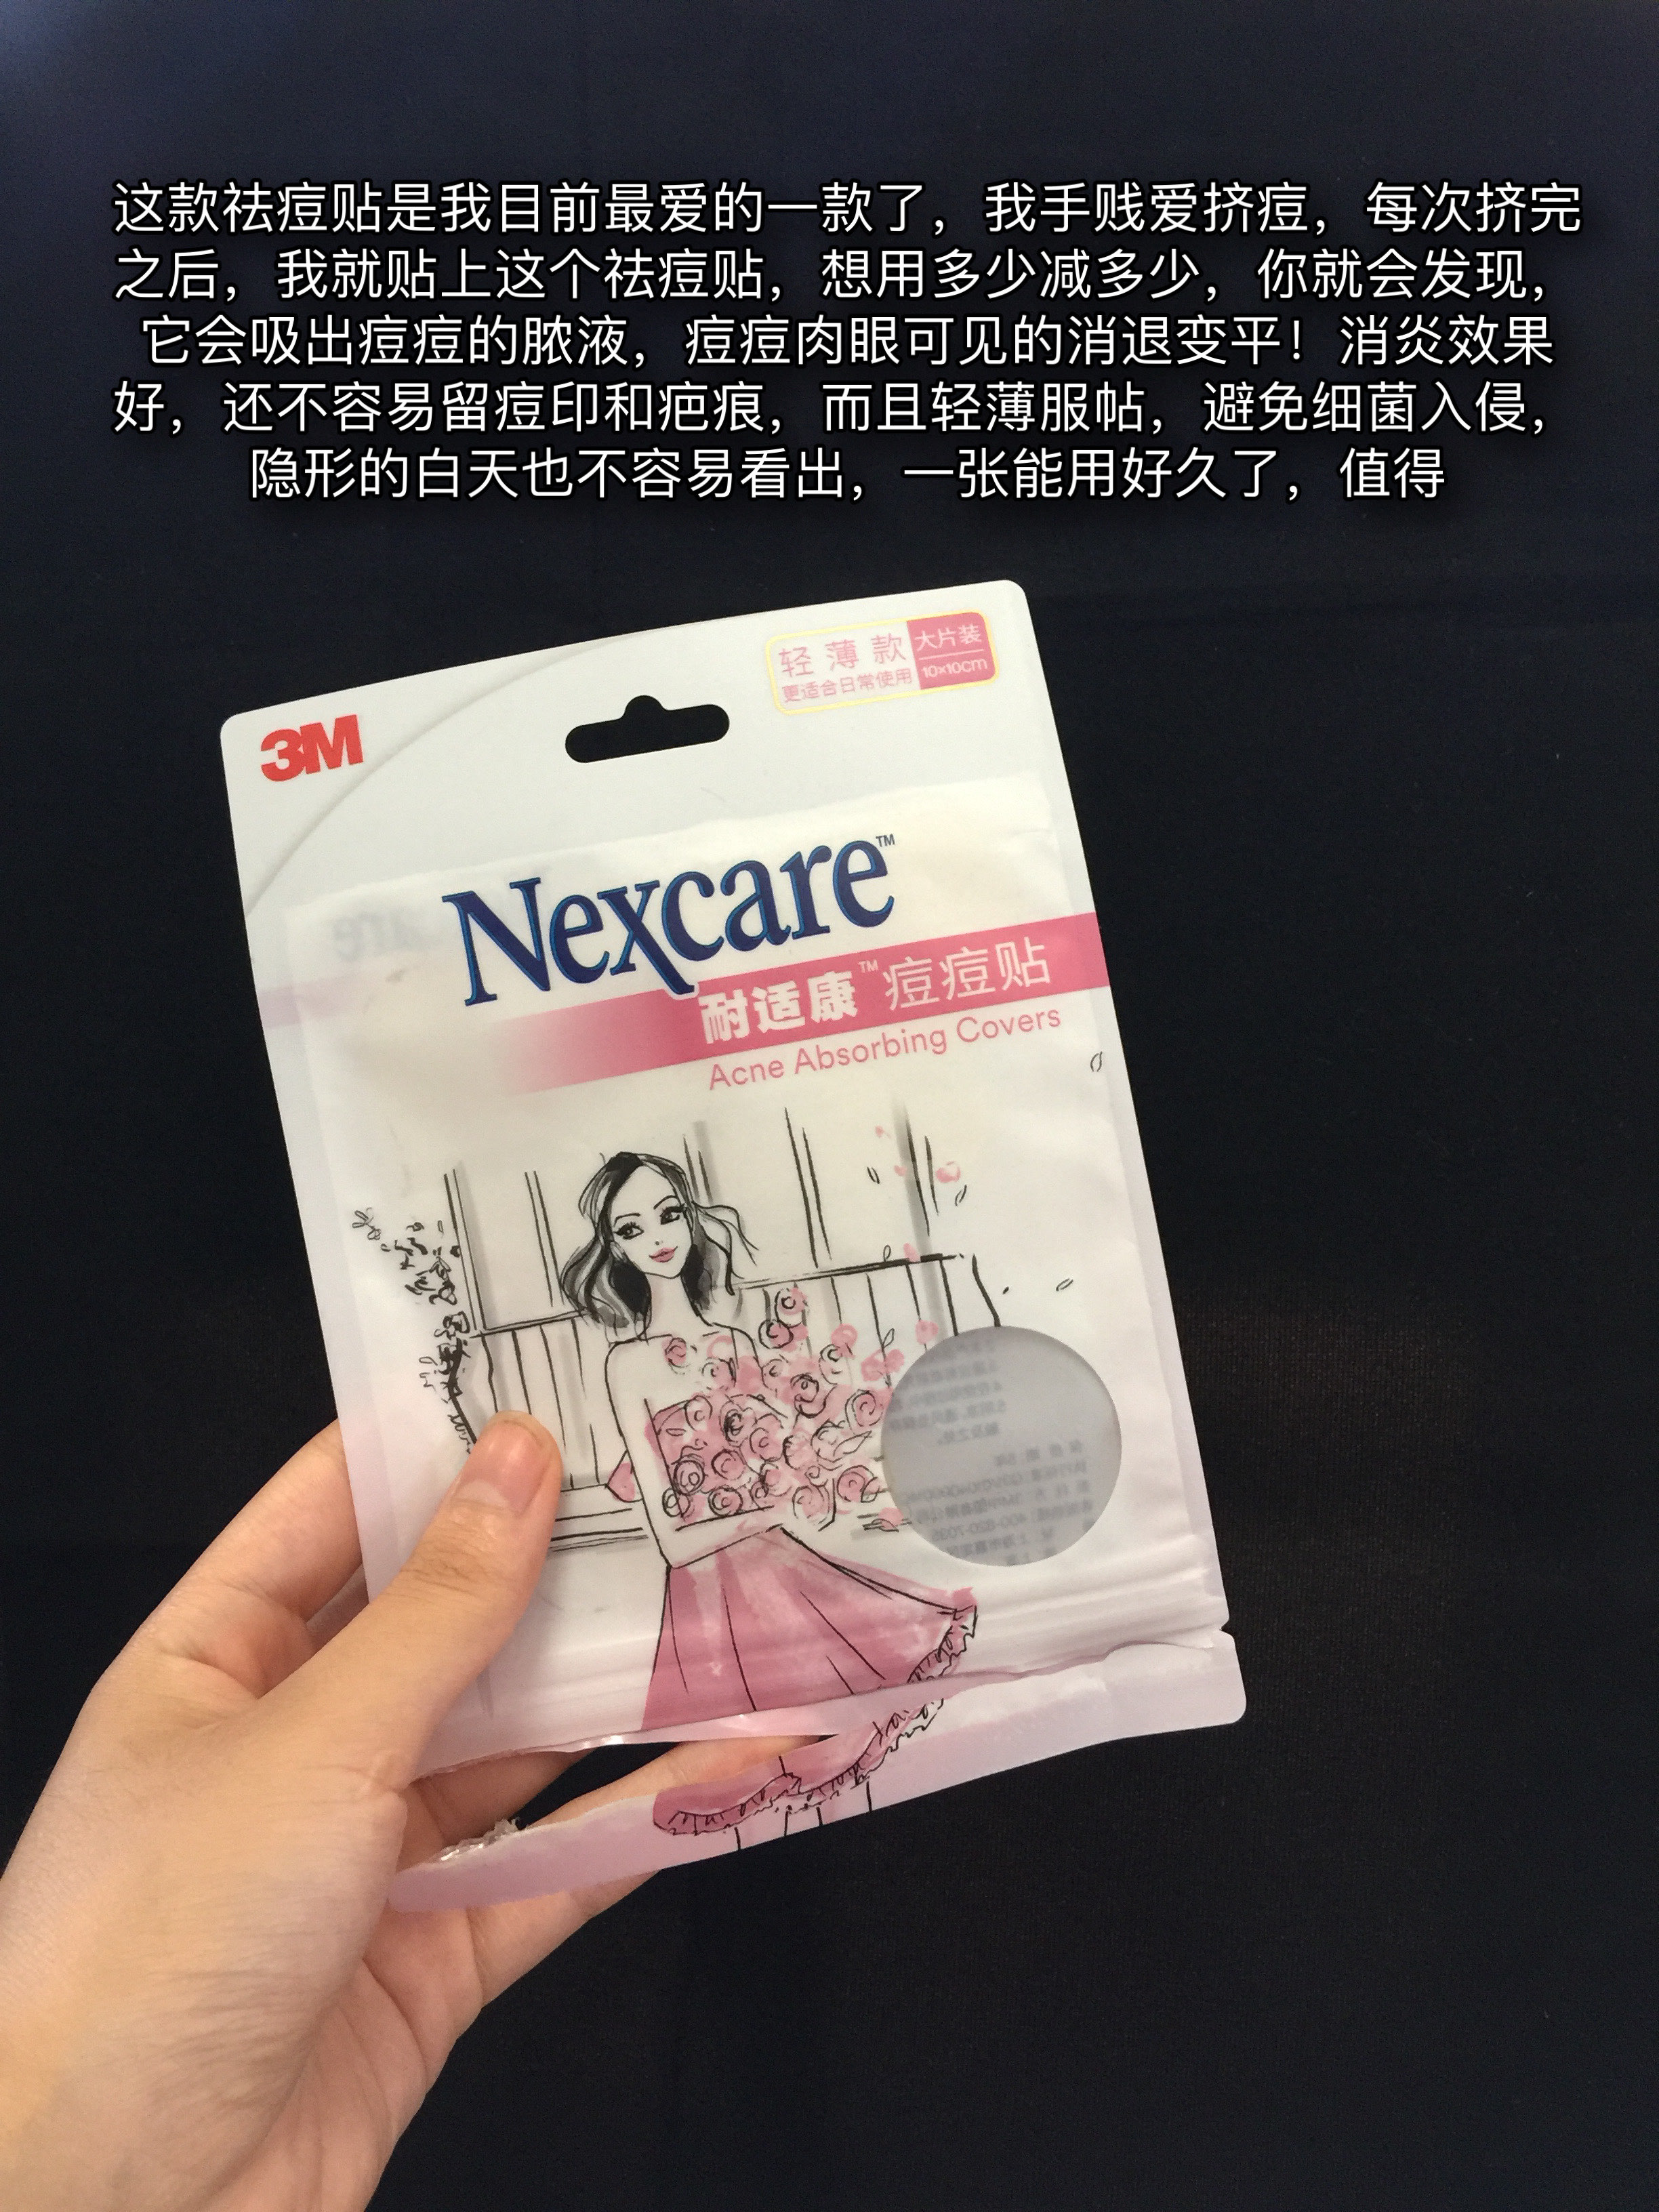 这款祛痘贴是我目前最爱的一款了，我手贱爱挤痘，每次挤完
之后，我就贴上这个祛痘贴，想用多少减多少，你就会发现，
它会吸出痘痘的脓液，痘痘肉眼可见的消退变平！消炎效果
好，还不容易留痘印和疤痕，而且轻薄服帖，避免细菌入侵，
隐形的白天也不容易看出，一张能用好久了，值得
轻薄款
更适合日常使用
大片装
10×10cm
3M
Nexcare™
耐适康™痘痘贴
Acne Absorbing Covers